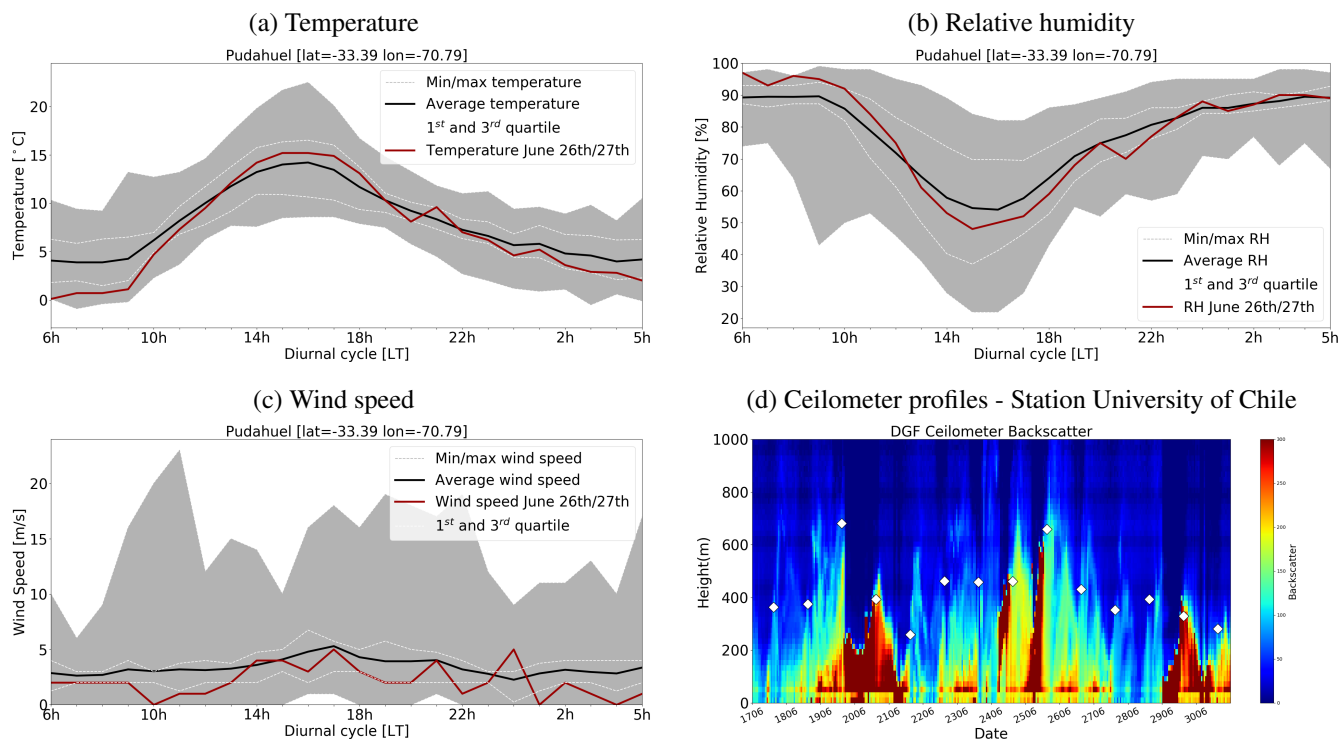 (a) Temperature
Pudahuel [lat=-33.39 lon=-70.79]
Min/max temperature
Average temperature
1st and 3rd quartile
Temperature June 26th/27th
Temperature [°C]
20
15
10
5
0
6h 10h 14h 18h 22h 2h 5h
Diurnal cycle [LT]
(b) Relative humidity
Pudahuel [lat=-33.39 lon=-70.79]
Relative Humidity [%]
100
90
80
70
60
50
40
30
20
Min/max RH
Average RH
1st and 3rd quartile
RH June 26th/27th
6h 10h 14h 18h 22h 2h 5h
Diurnal cycle [LT]
(c) Wind speed
Pudahuel [lat=-33.39 lon=-70.79]
Min/max wind speed
Average wind speed
Wind speed June 26th/27th
1st and 3rd quartile
Wind Speed [m/s]
20
15
10
5
0
6h 10h 14h 18h 22h 2h 5h
Diurnal cycle [LT]
(d) Ceilometer profiles - Station University of Chile
DGF Ceilometer Backscatter
Height(m)
1000
800
600
400
200
0
1706 1806 1906 2006 2106 2206 2306 2406 2506 2606 2706 2806 2906 3006
Date
300
250
200
150
100
50
0
Backscatter